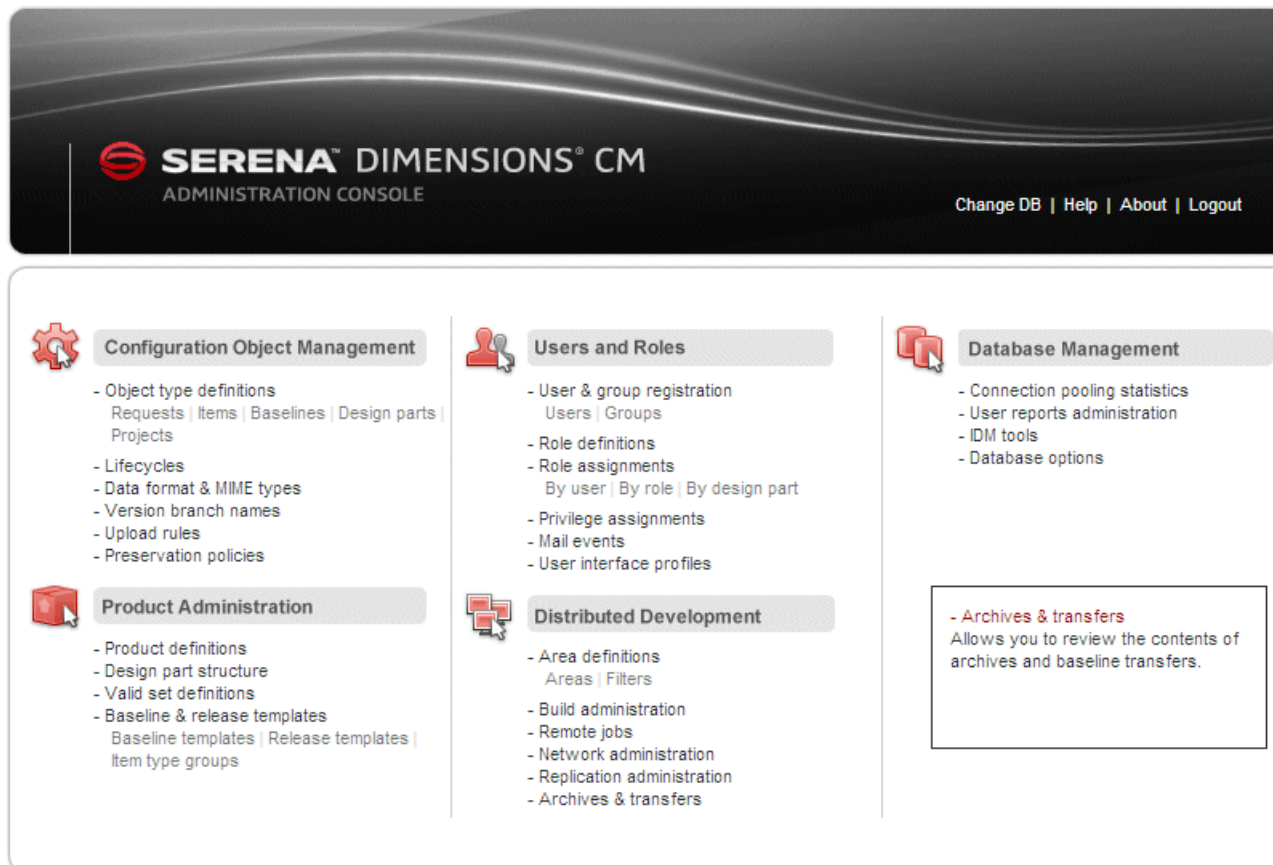 SERENA™ DIMENSIONS® CM
ADMINISTRATION CONSOLE
Change DB | Help | About | Logout
Configuration Object Management
- Object type definitions
Requests | Items | Baselines | Design parts |
Projects
- Lifecycles
- Data format & MIME types
- Version branch names
- Upload rules
- Preservation policies
Product Administration
- Product definitions
- Design part structure
- Valid set definitions
- Baseline & release templates
Baseline templates | Release templates |
Item type groups
Users and Roles
- User & group registration
Users | Groups
- Role definitions
- Role assignments
By user | By role | By design part
- Privilege assignments
- Mail events
- User interface profiles
Distributed Development
- Area definitions
Areas | Filters
- Build administration
- Remote jobs
- Network administration
- Replication administration
- Archives & transfers
Database Management
- Connection pooling statistics
- User reports administration
- IDM tools
- Database options
- Archives & transfers
Allows you to review the contents of
archives and baseline transfers.